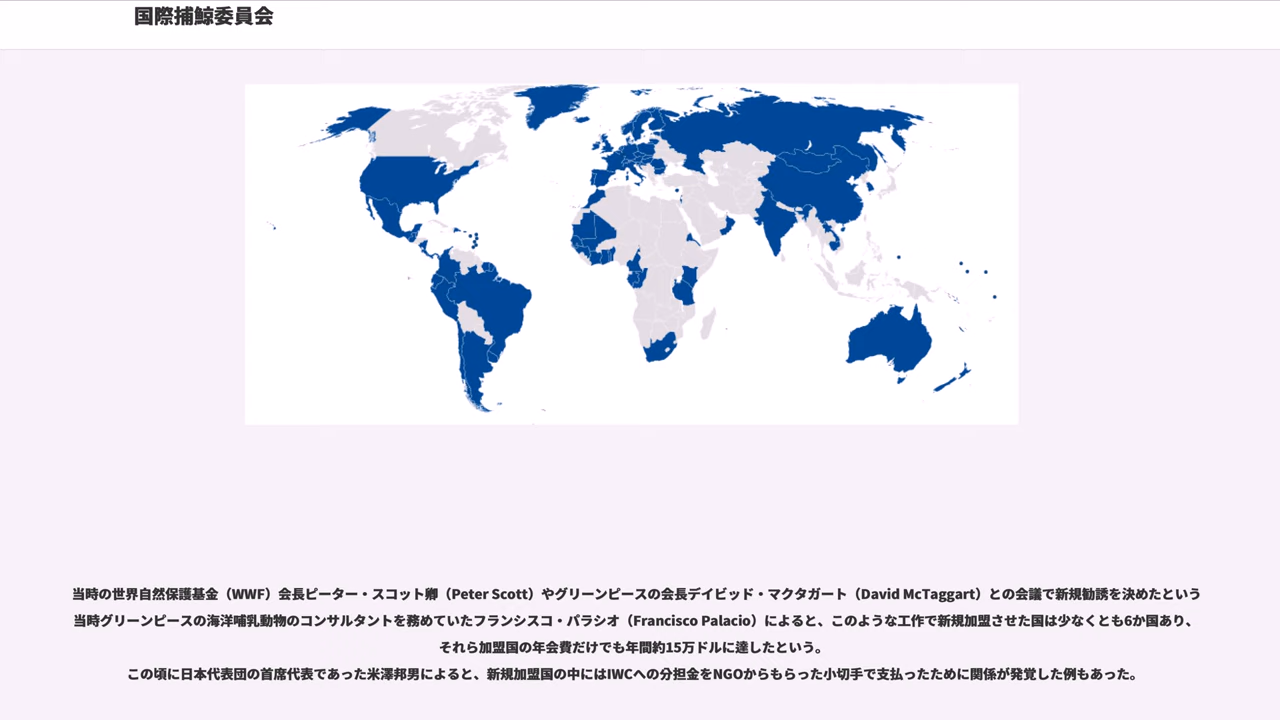 国際捕鯨委員会
当時の世界自然保護基金（WWF）会長ピーター・スコット卿（Peter Scott）やグリーンピースの会長デイビッド・マクタガート（David McTaggart）との会議で新規勧誘を決めたという
当時グリーンピースの海洋哺乳動物のコンサルタントを務めていたフランシスコ・パラシオ（Francisco Palacio）によると、このような工作で新規加盟させた国は少なくとも6か国あり、
それら加盟国の年会費だけでも年間約15万ドルに達したという。
この頃に日本代表団の首席代表であった米澤邦男によると、新規加盟国の中にはIWCへの分担金をNGOからもらった小切手で支払ったために関係が発覚した例もあった。